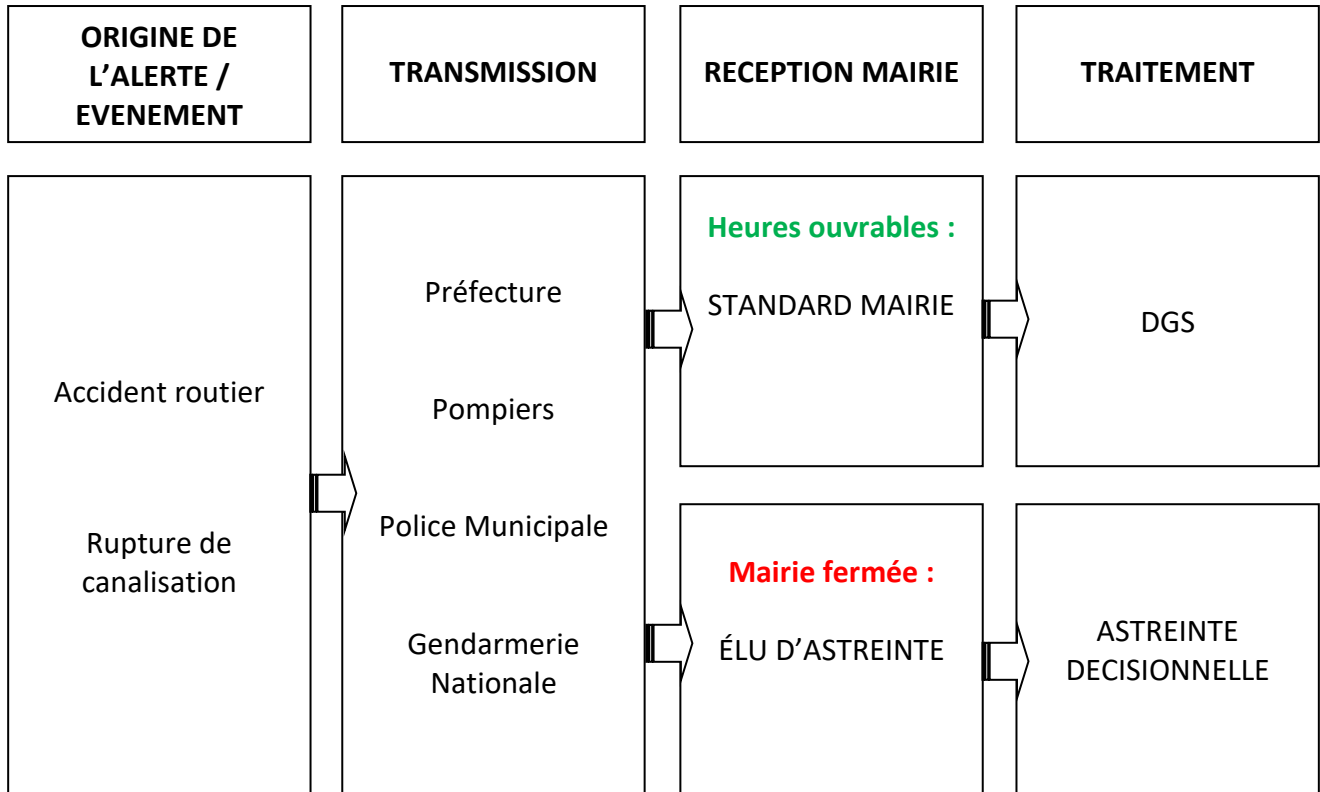 ORIGINE DE
L’ALERTE /
EVENEMENT
TRANSMISSION
RECEPTION MAIRIE
TRAITEMENT
Accident routier
Rupture de
canalisation
Préfecture
Pompiers
Police Municipale
Gendarmerie
Nationale
Heures ouvrables :
STANDARD MAIRIE
DGS
Mairie fermée :
ÉLU D’ASTREINTE
ASTREINTE
DECISIONNELLE